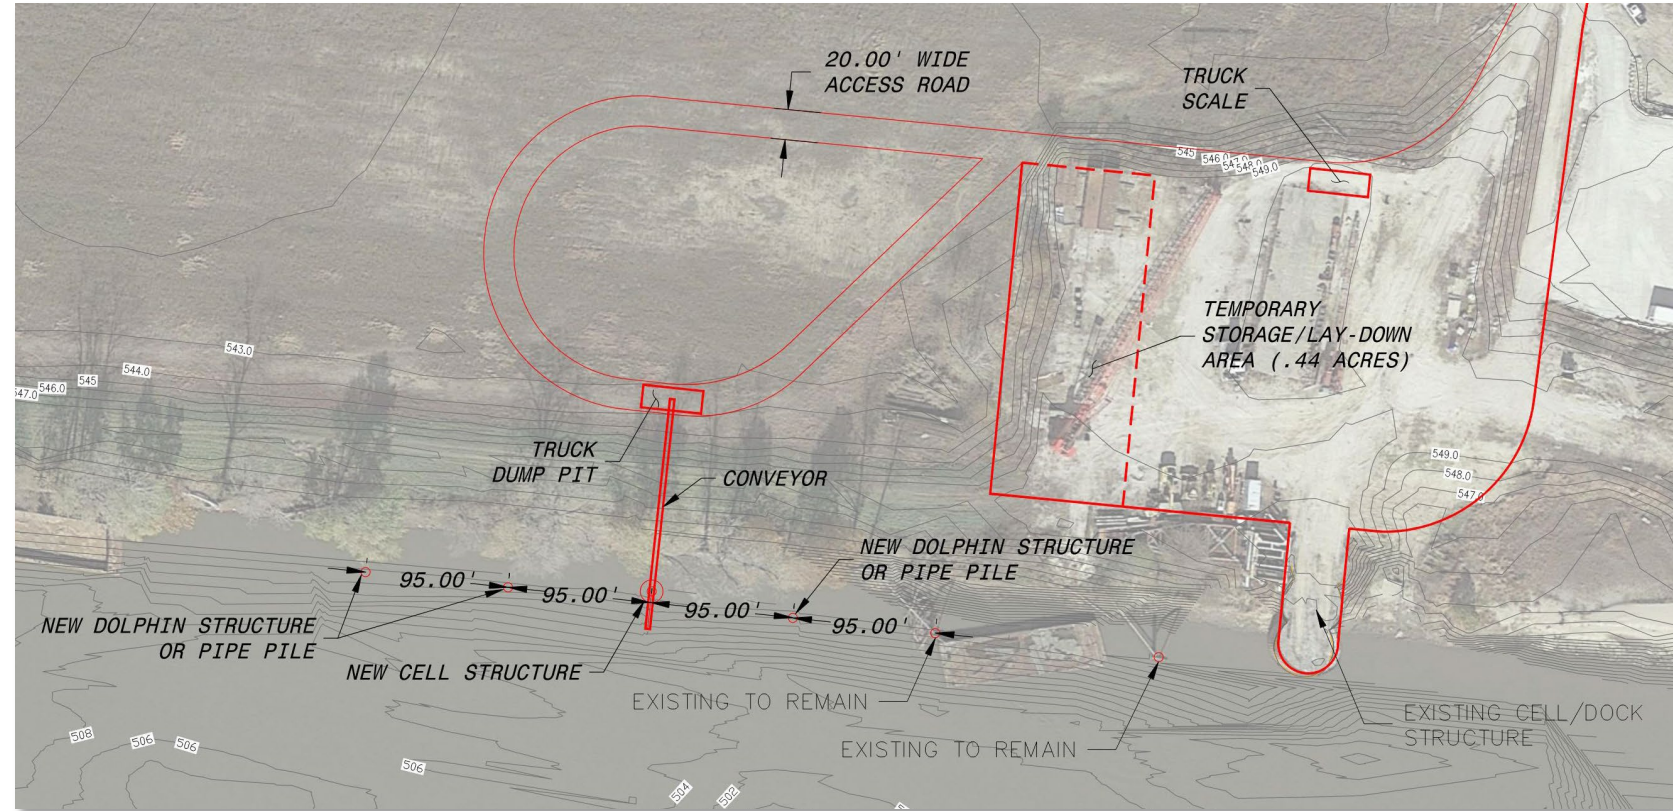 20.00' WIDE
ACCESS ROAD
TRUCK
SCALE
545
546.0
547.0
548.0
549.0
TEMPORARY
STORAGE/LAY-DOWN
AREA (.44 ACRES)
543.0
544.0
545
546.0
547.0
TRUCK
DUMP PIT
CONVEYOR
549.0
548.0
547.0
NEW DOLPHIN STRUCTURE
OR PIPE PILE
95.00'
95.00'
95.00'
95.00'
NEW DOLPHIN STRUCTURE
OR PIPE PILE
NEW CELL STRUCTURE
EXISTING TO REMAIN
EXISTING TO REMAIN
EXISTING CELL/DOCK
STRUCTURE
508
506
506
506
504
502